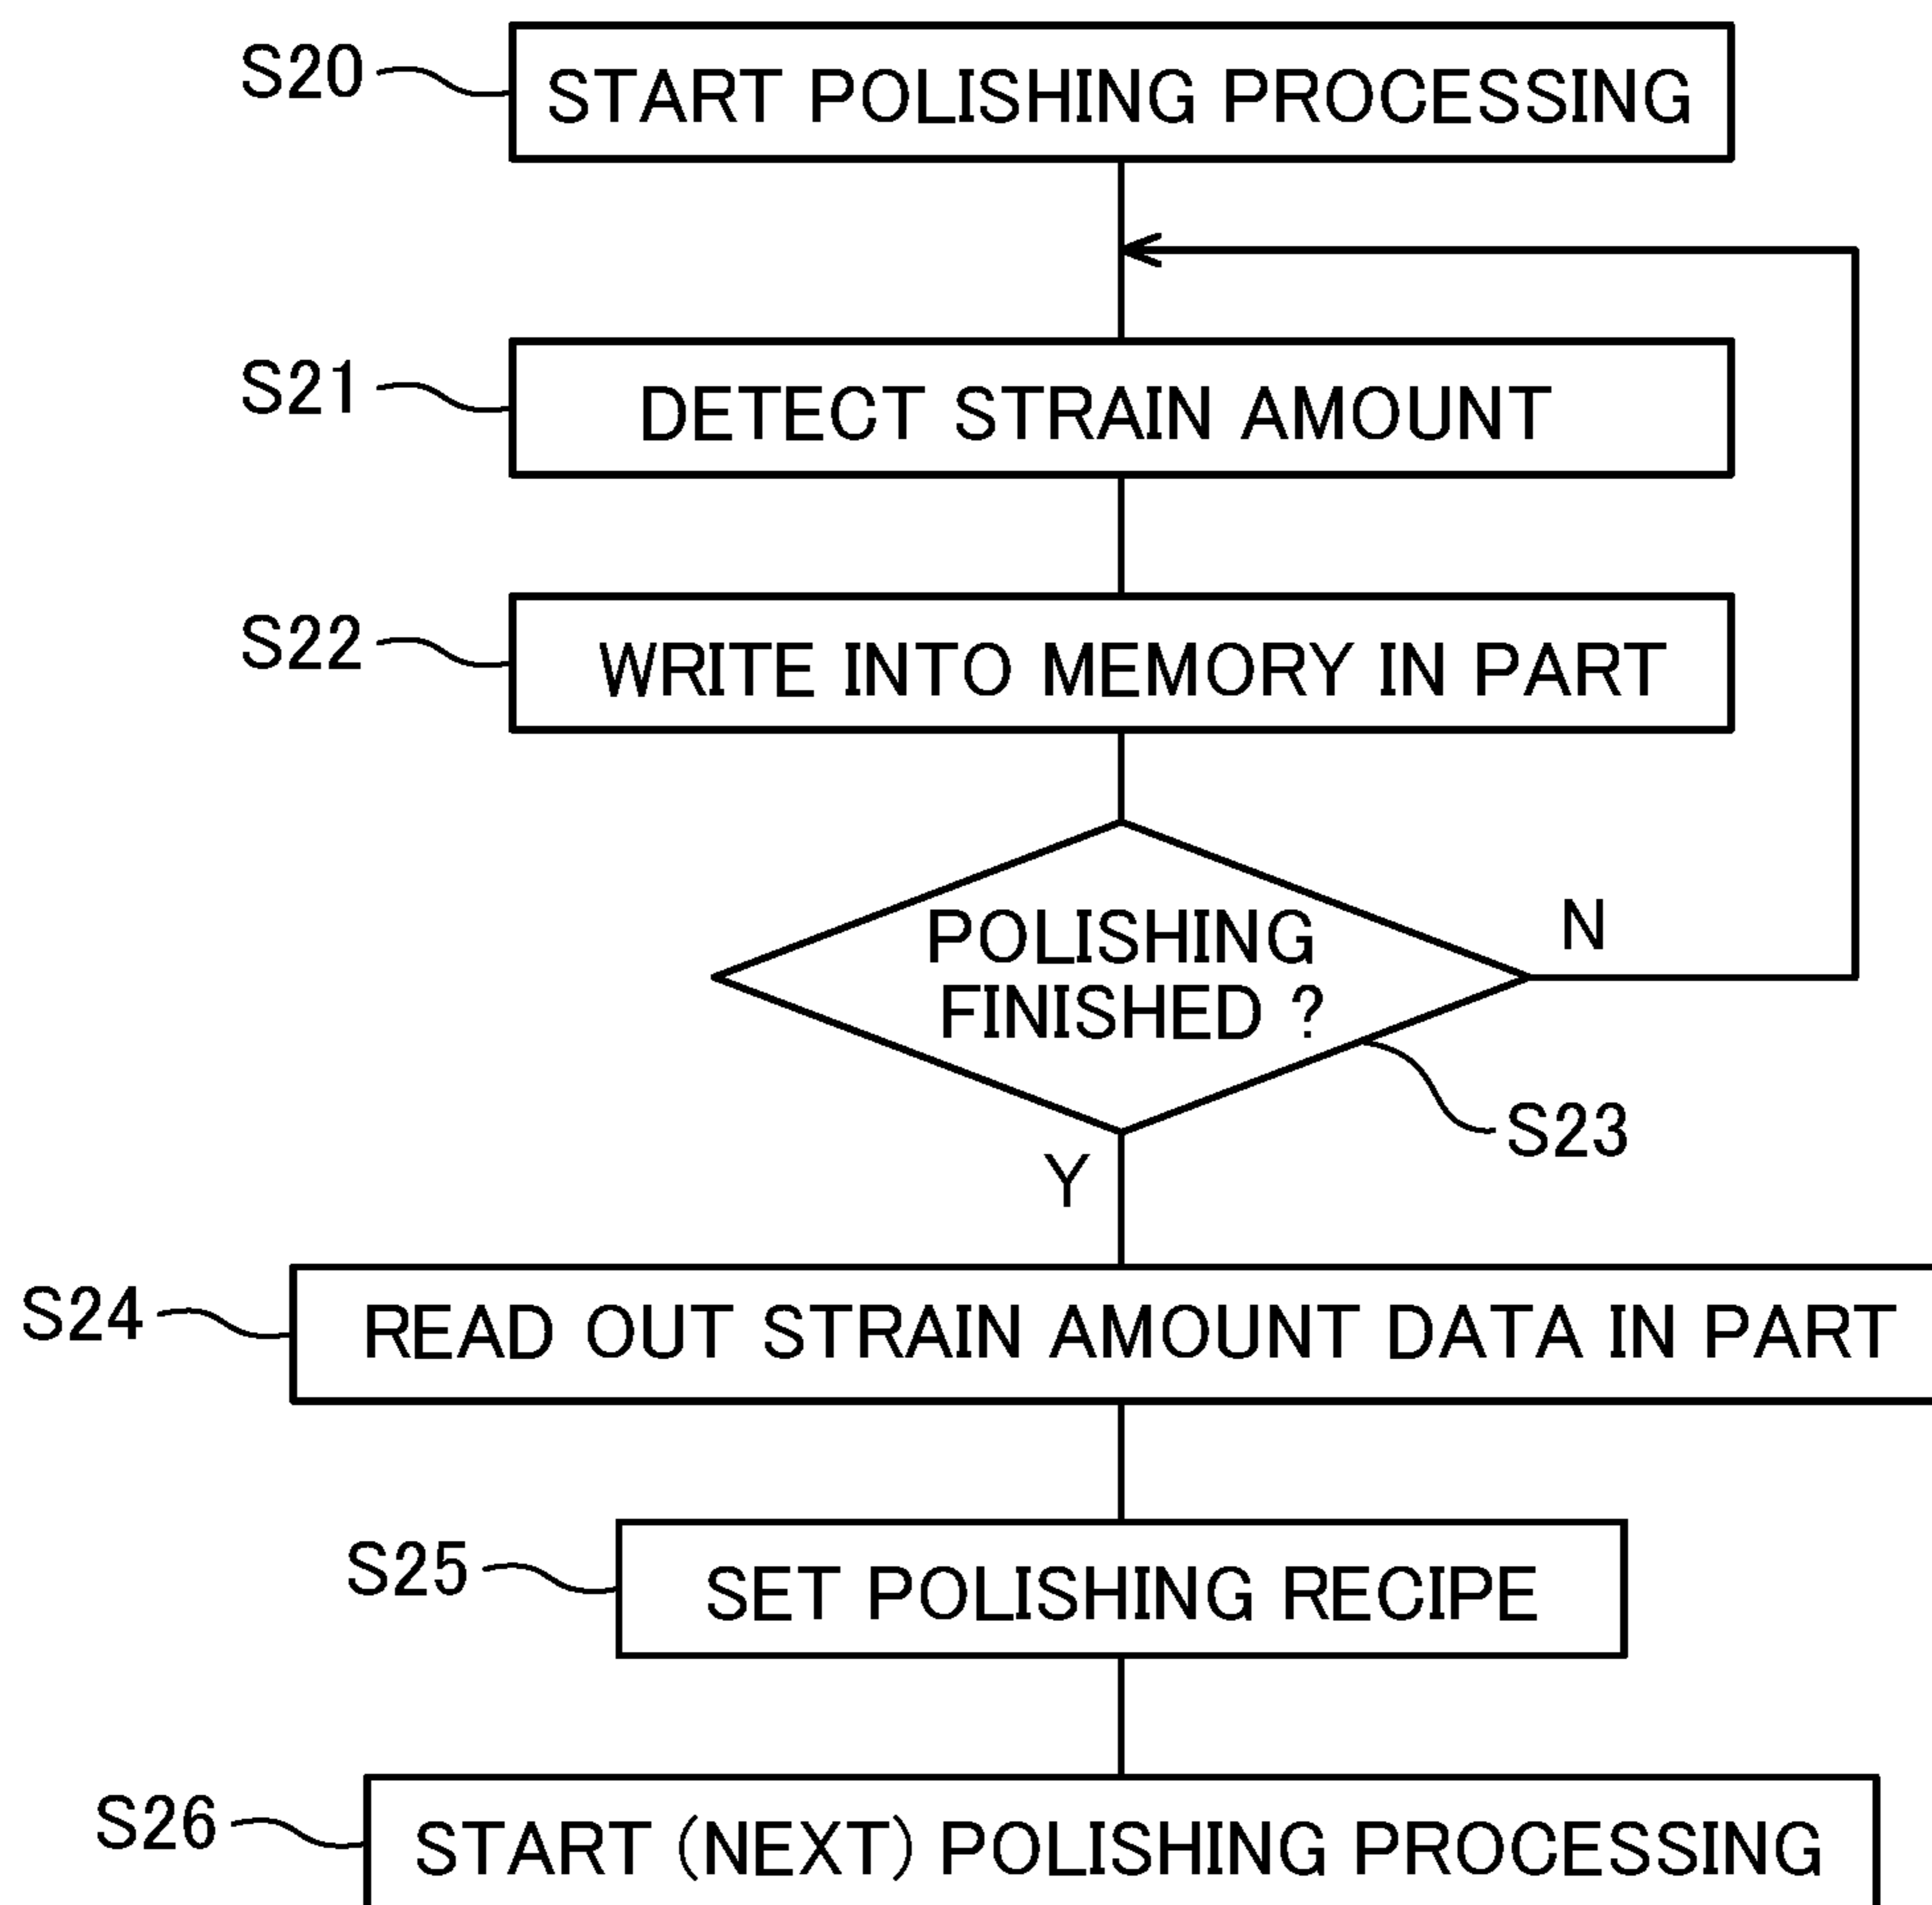 S20
START POLISHING PROCESSING
S21
DETECT STRAIN AMOUNT
S22
WRITE INTO MEMORY IN PART
POLISHING
FINISHED ?
N
S23
Y
S24
READ OUT STRAIN AMOUNT DATA IN PART
S25
SET POLISHING RECIPE
S26
START (NEXT) POLISHING PROCESSING